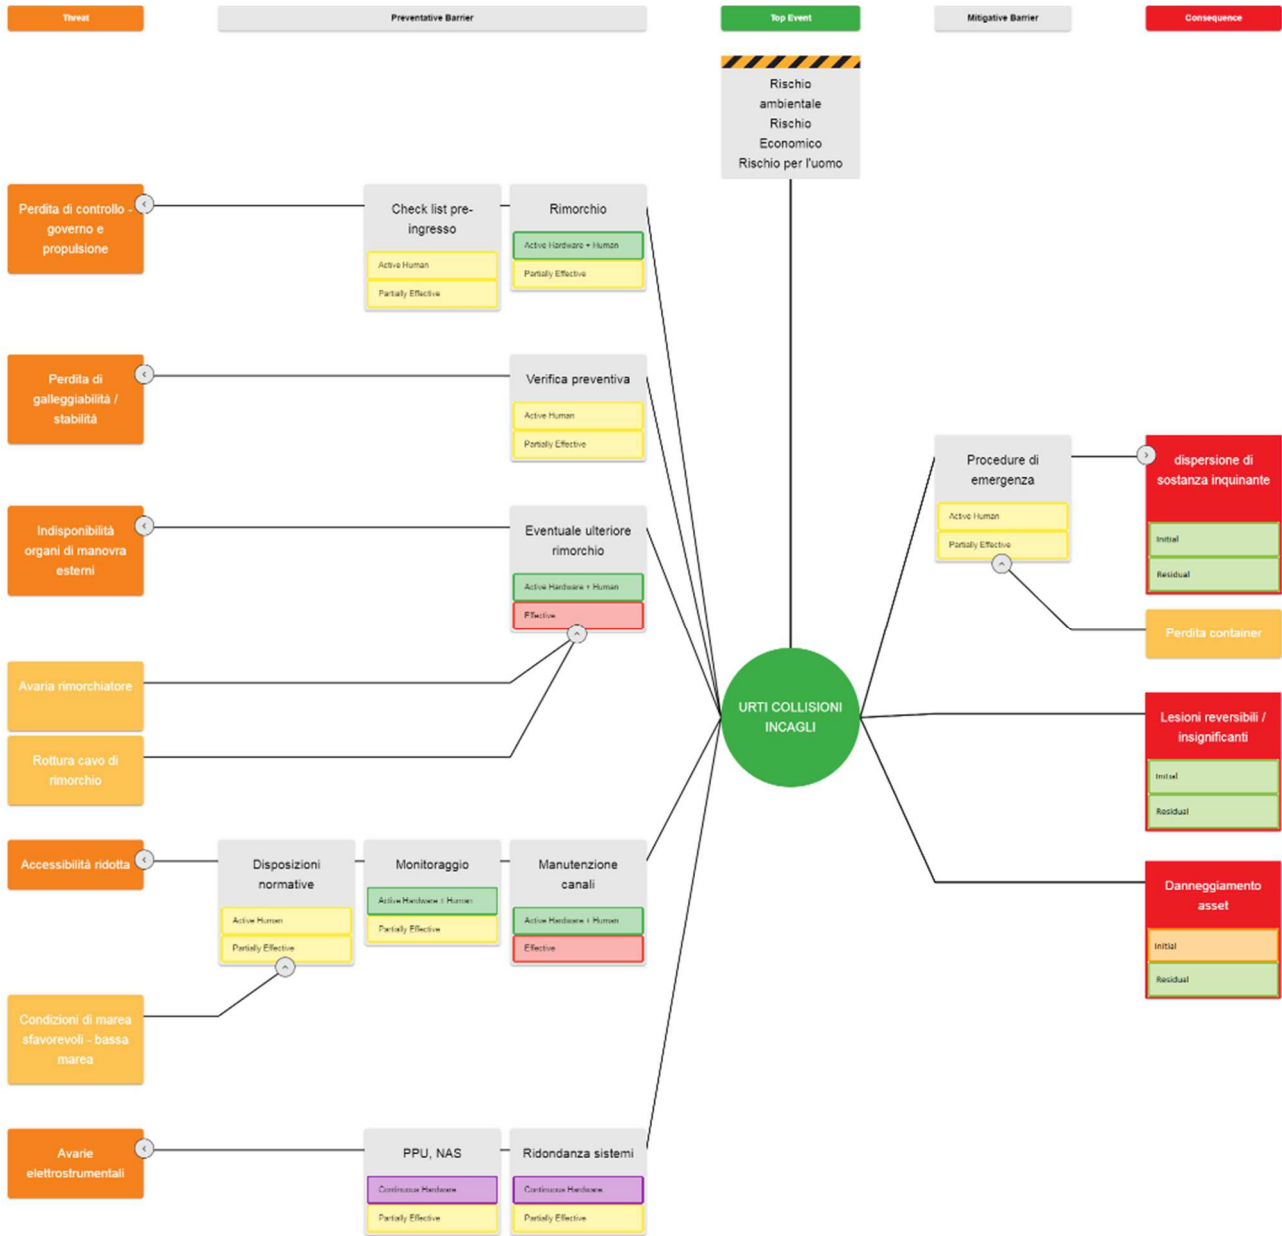 Threat
Preventative Barrier
Top Event
Mitigative Barrier
Consequence
Rischio
ambientale
Rischio
Economico
Rischio per l'uomo
Perdita di controllo -
governo e
propulsione
Check list pre-
ingresso
Active Human
Partially Effective
Rimorchio
Active Hardware + Human
Partially Effective
Perdita di
galleggiabilità /
stabilità
Verifica preventiva
Active Human
Partially Effective
Indisponibilità
organi di manovra
esterni
Eventuale ulteriore
rimorchio
Active Hardware + Human
Effective
Avaria rimorchiatore
Rottura cavo di
rimorchio
Accessibilità ridotta
Disposizioni
normative
Active Human
Partially Effective
Monitoraggio
Active Hardware + Human
Partially Effective
Manutenzione
canali
Active Hardware + Human
Effective
Condizioni di marea
sfavorevoli - bassa
marea
Avarie
elettrostrumentali
PPU, NAS
Continuous Hardware
Partially Effective
Ridondanza sistemi
Continuous Hardware
Partially Effective
URTI COLLISIONI
INCAGLI
Procedure di
emergenza
Active Human
Partially Effective
dispersione di
sostanza inquinante
Initial
Residual
Perdita container
Lesioni reversibili /
insignificanti
Initial
Residual
Danneggiamento
asset
Initial
Residual